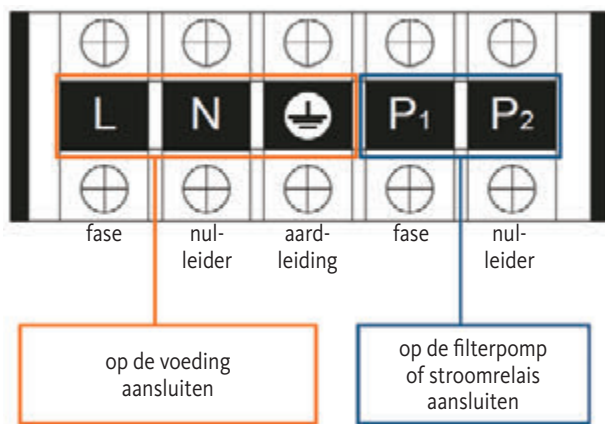 L N P1 P2
fase nul-
leider aard-
leiding fase nul-
leider
op de voeding
aansluiten
op de filterpomp
of stroomrelais
aansluiten